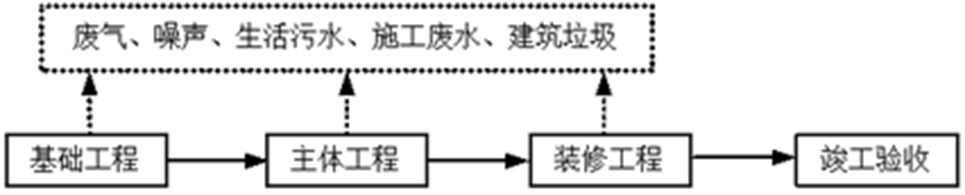 废气、噪声、生活污水、施工废水、建筑垃圾
基础工程
主体工程
装修工程
竣工验收